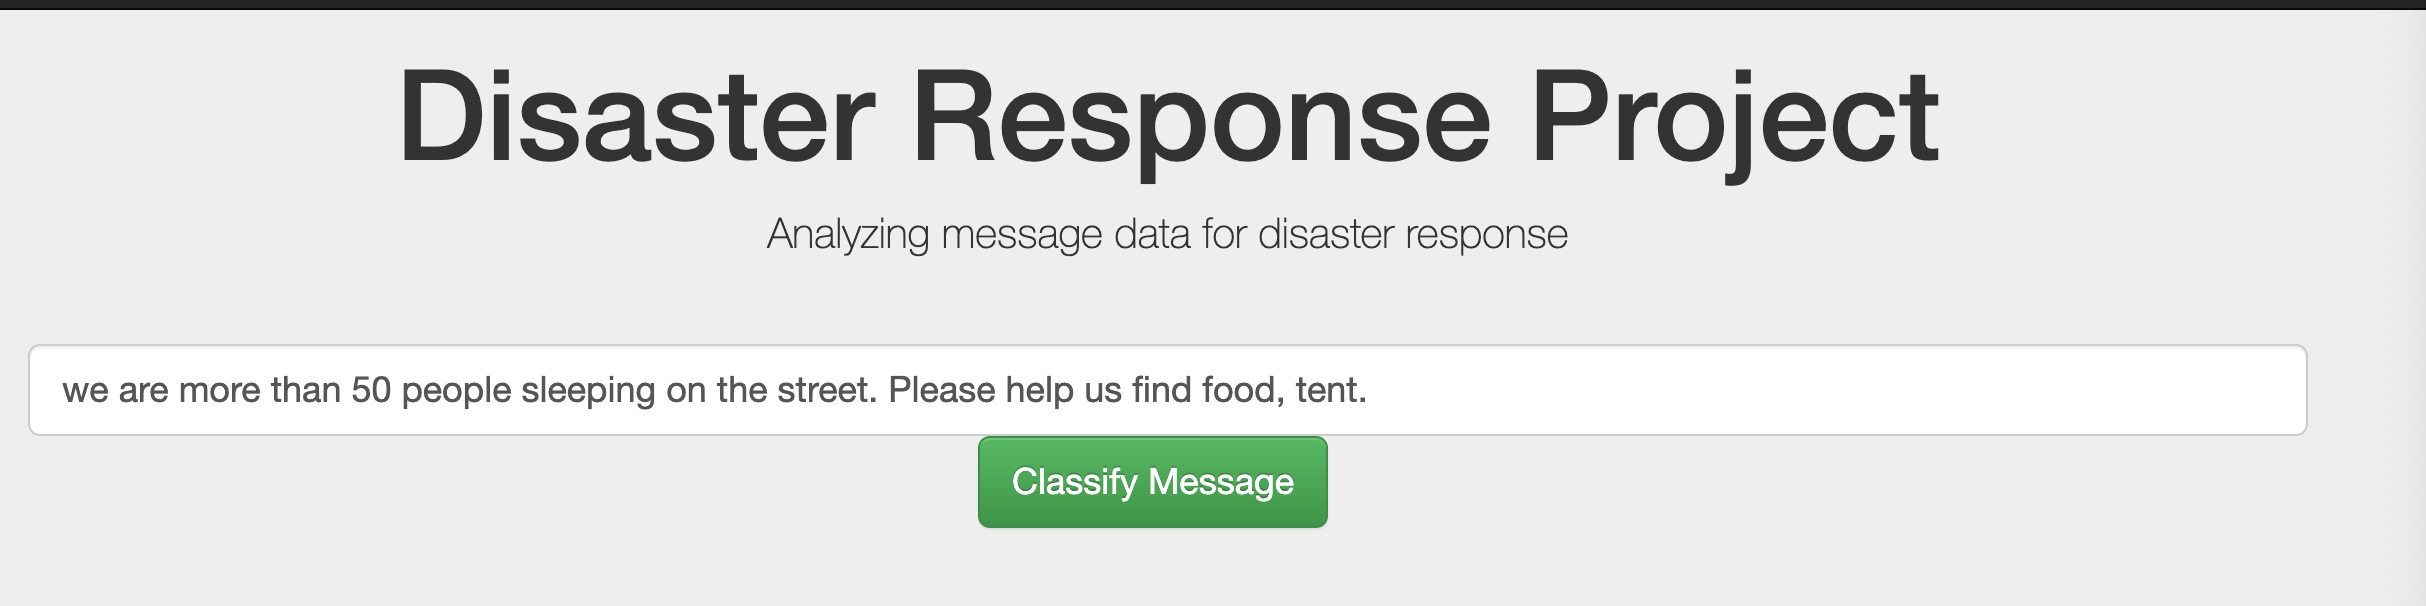 Disaster Response Project
Analyzing message data for disaster response
we are more than 50 people sleeping on the street. Please help us find food, tent.
Classify Message